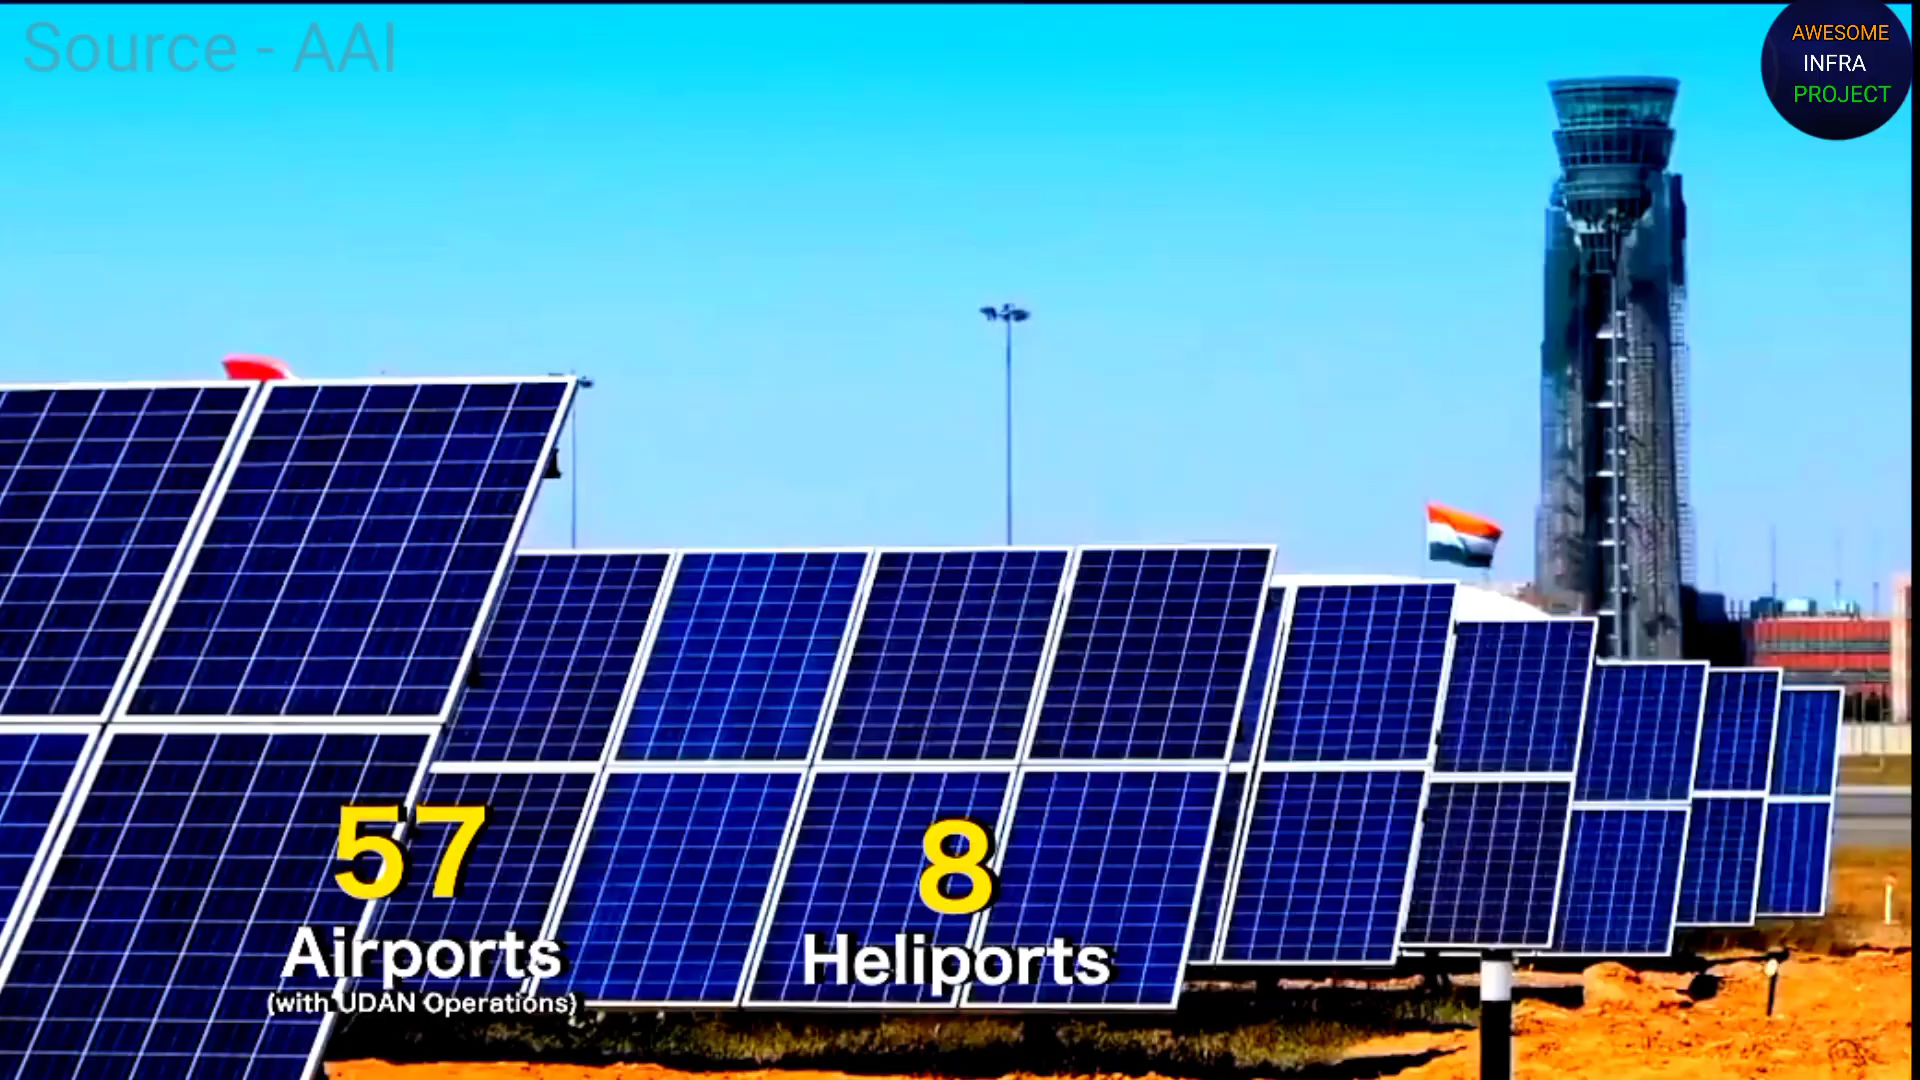 Source - AAI
AWESOME
INFRA
PROJECT
57
Airports
(with UDAN Operations)
8
Heliports